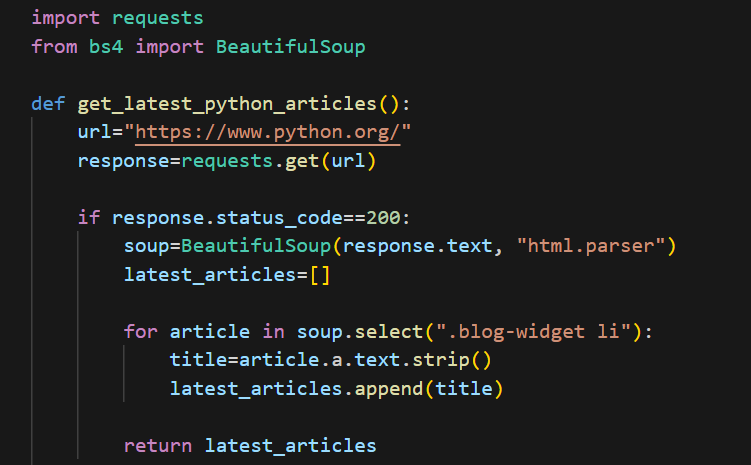 import requests
from bs4 import BeautifulSoup
def get_latest_python_articles():
    url="https://www.python.org/"
    response=requests.get(url)
    if response.status_code==200:
        soup=BeautifulSoup(response.text, "html.parser")
        latest_articles=[]
        for article in soup.select(".blog-widget li"):
            title=article.a.text.strip()
            latest_articles.append(title)
        return latest_articles